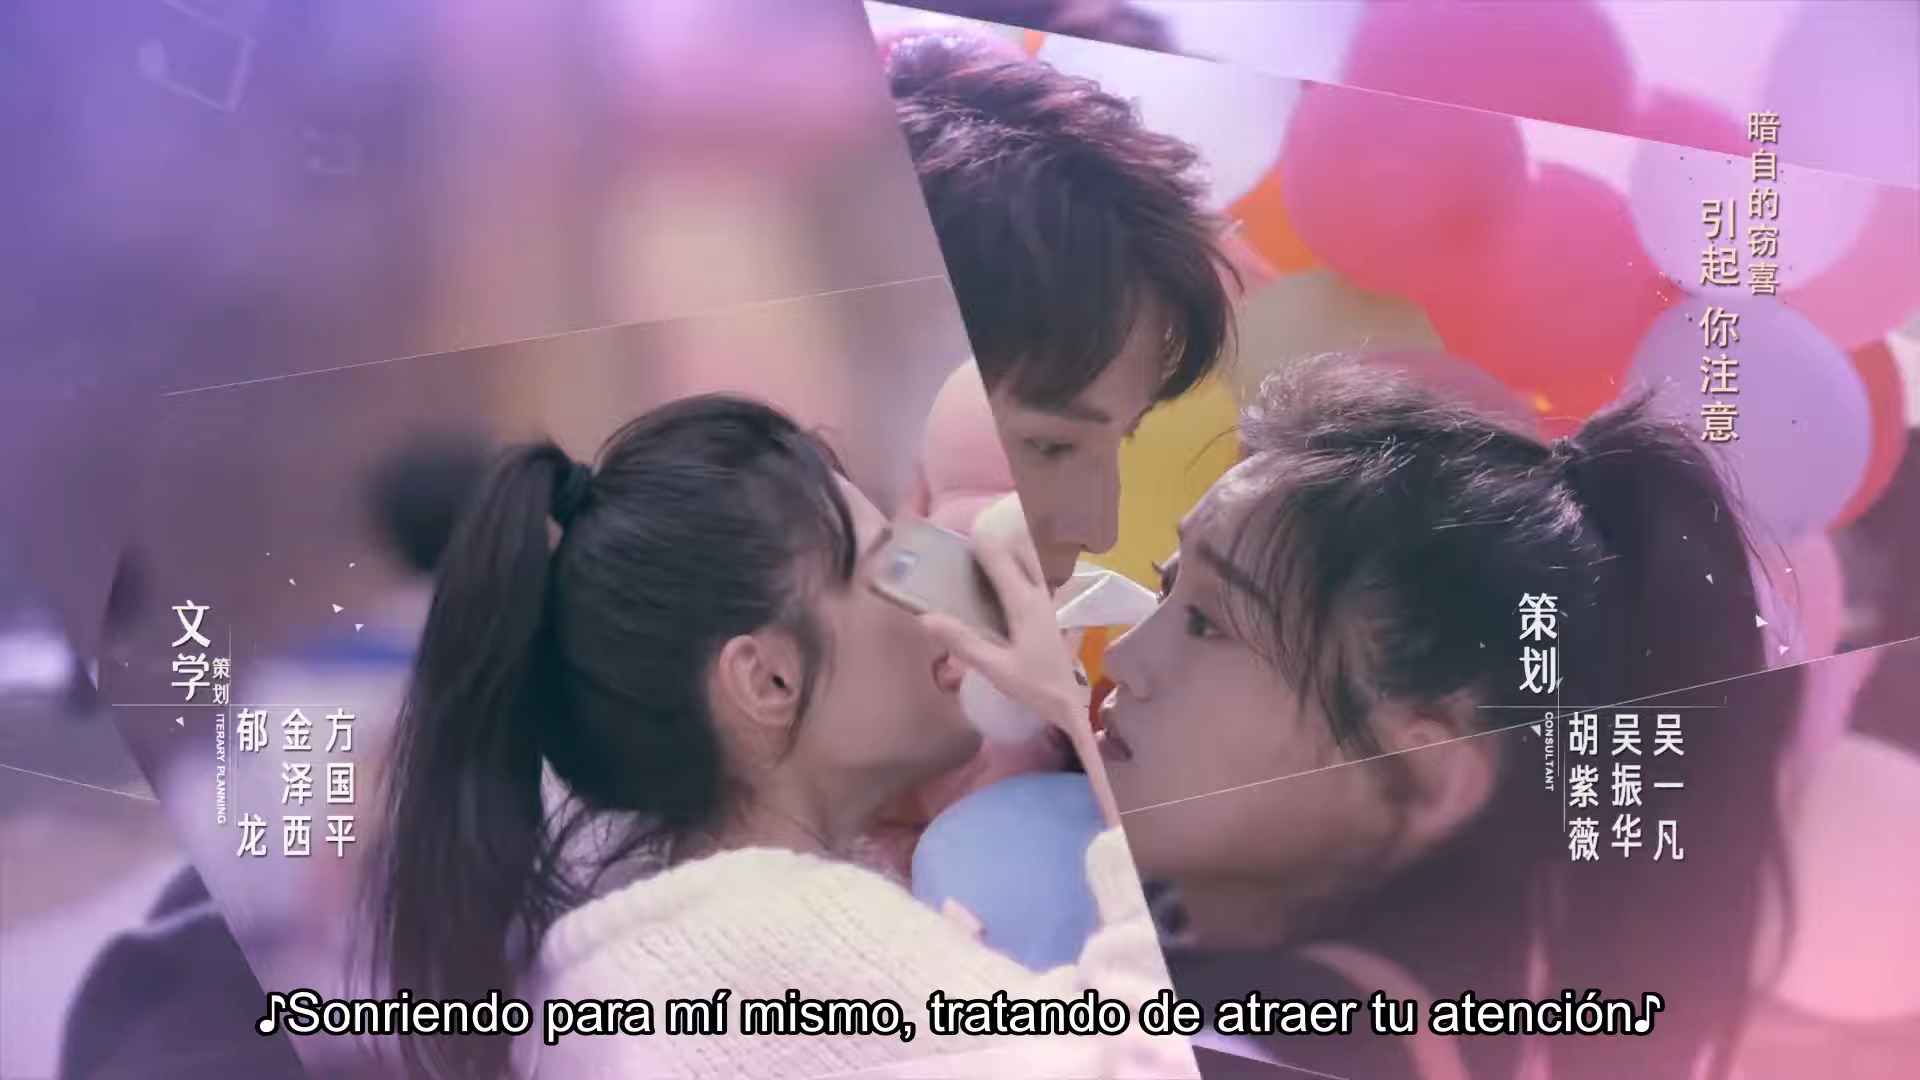 暗自的窃喜
引起 你注意
文学
策划
ITERARY PLANNING
方国平
金泽西
郁 龙
策划
CONSULTANT
吴一凡
吴振华
胡紫薇
♪Sonriendo para mí mismo, tratando de atraer tu atención♪